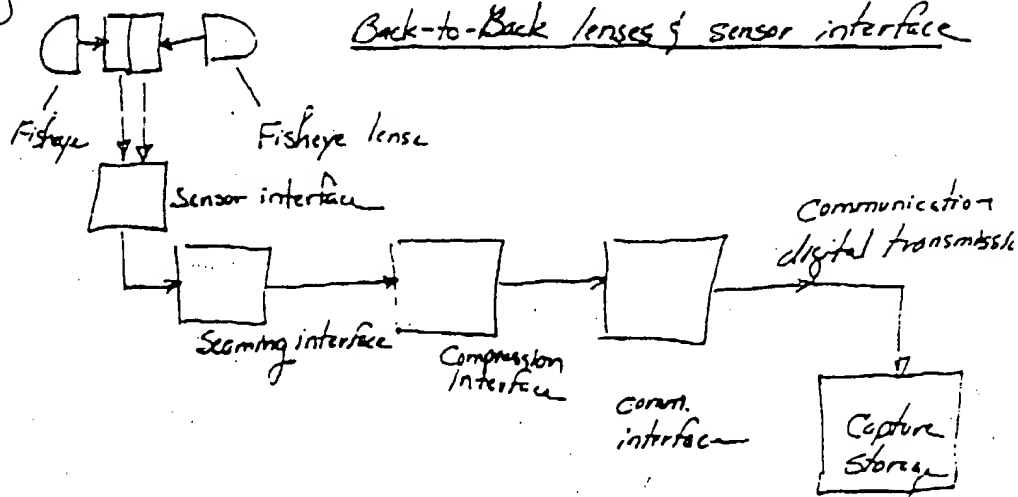 Back-to-Back lenses & sensor interface
Fisheye
Fisheye lense
Sensor interface
Communication
digital transmissic
Seaming interface
Compression
Interface
comm.
interface
Capture
Storage